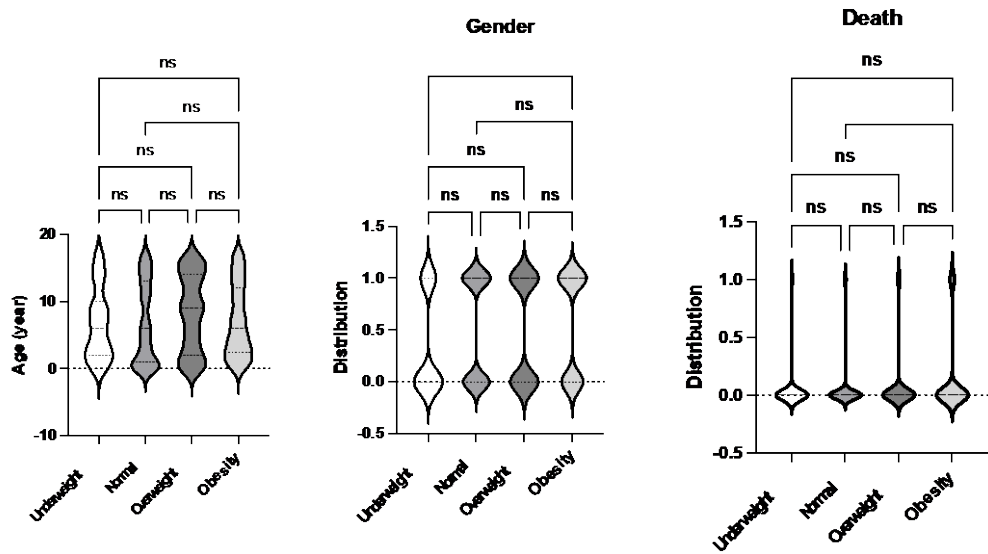 ns
ns
ns
ns
ns
ns
20
10
0
-10
Age (year)
Underweight
Normal
Overweight
Obesity
Gender
ns
ns
ns
ns
ns
1.5
1.0
0.5
0.0
-0.5
Distribution
Underweight
Normal
Overweight
Obesity
Death
ns
ns
ns
ns
ns
1.5
1.0
0.5
0.0
-0.5
Distribution
Underweight
Normal
Overweight
Obesity